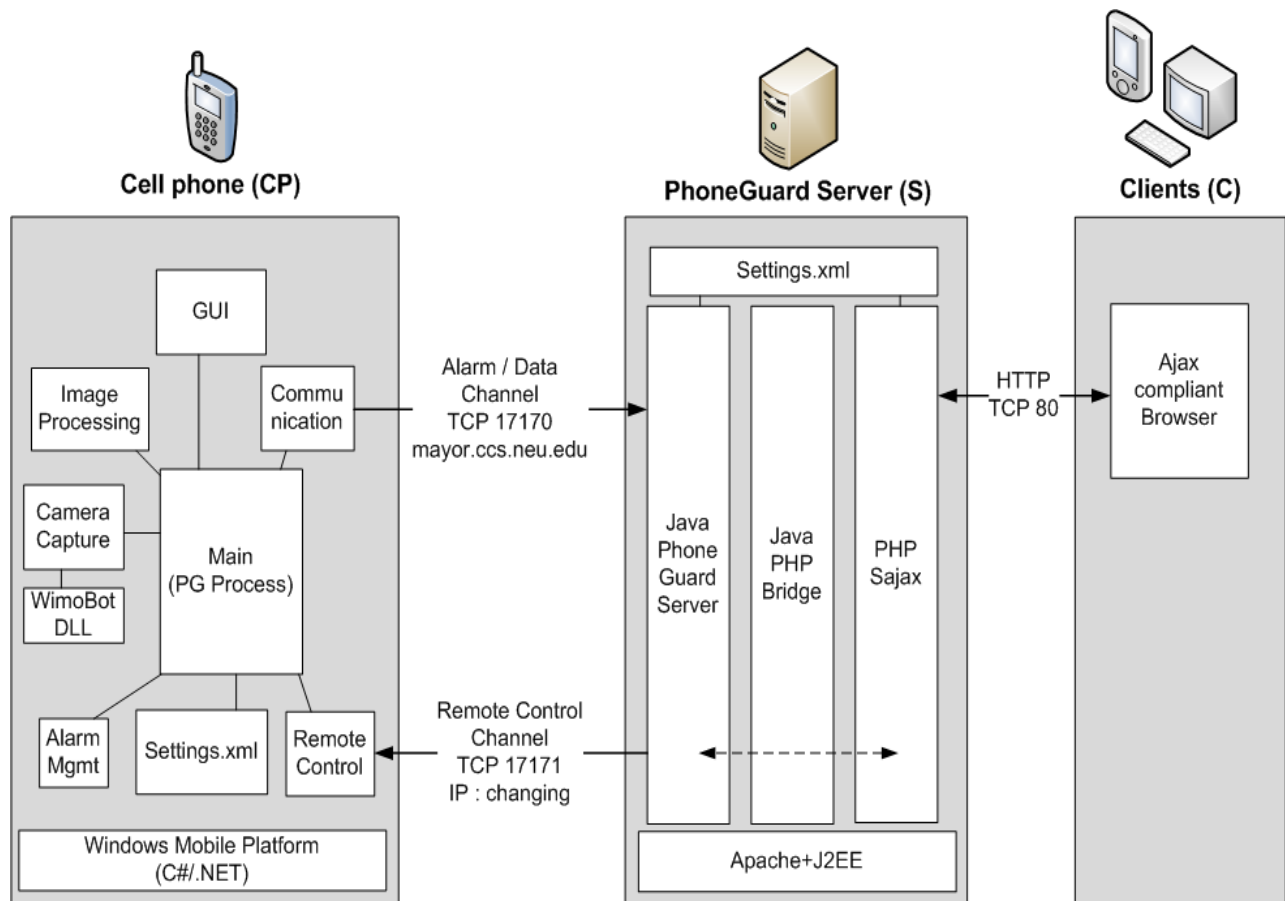 Cell phone (CP)
PhoneGuard Server (S)
Clients (C)
GUI
Image
Processing
Commu
nication
Camera
Capture
WimoBot
DLL
Main
(PG Process)
Alarm
Mgmt
Settings.xml
Remote
Control
Windows Mobile Platform
(C#/.NET)
Alarm / Data
Channel
TCP 17170
mayor.ccs.neu.edu
Remote Control
Channel
TCP 17171
IP : changing
Settings.xml
Java
Phone
Guard
Server
Java
PHP
Bridge
PHP
Sajax
Apache+J2EE
HTTP
TCP 80
Ajax
compliant
Browser